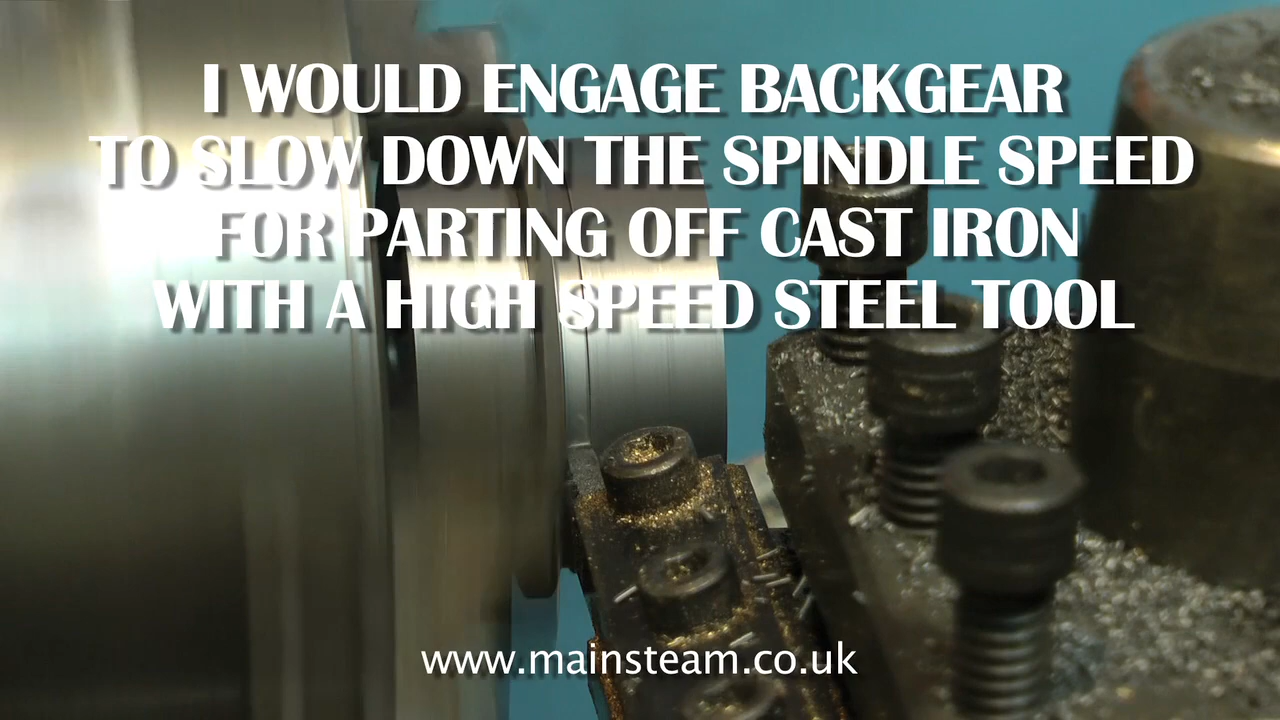 I WOULD ENGAGE BACKGEAR
TO SLOW DOWN THE SPINDLE SPEED
FOR PARTING OFF CAST IRON
WITH A HIGH SPEED STEEL TOOL
www.mainsteam.co.uk